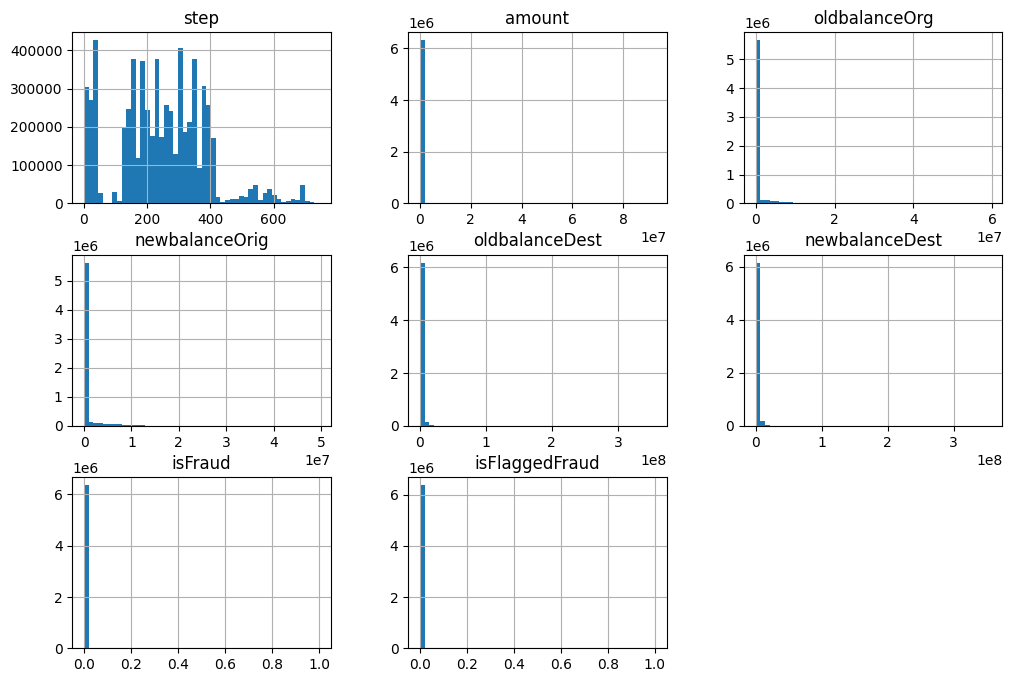 step
400000
300000
200000
100000
0
0 200 400 600
amount
1e6
6
4
2
0
0 2 4 6 8
1e7
oldbalanceOrg
1e6
5
4
3
2
1
0
0 2 4 6
1e7
newbalanceOrig
1e6
5
4
3
2
1
0
0 1 2 3 4 5
1e7
oldbalanceDest
1e6
6
4
2
0
0 1 2 3
1e8
newbalanceDest
1e6
6
4
2
0
0 1 2 3
1e8
isFraud
1e6
6
4
2
0
0.0 0.2 0.4 0.6 0.8 1.0
isFlaggedFraud
1e6
6
4
2
0
0.0 0.2 0.4 0.6 0.8 1.0